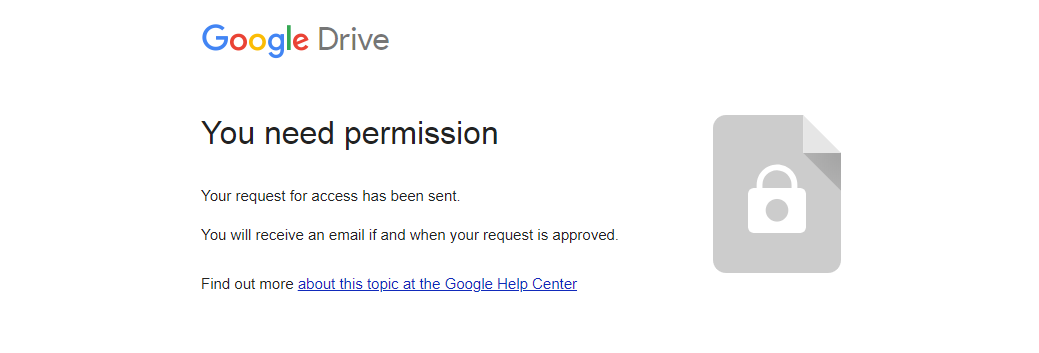 Google Drive
You need permission
Your request for access has been sent.
You will receive an email if and when your request is approved.
Find out more about this topic at the Google Help Center